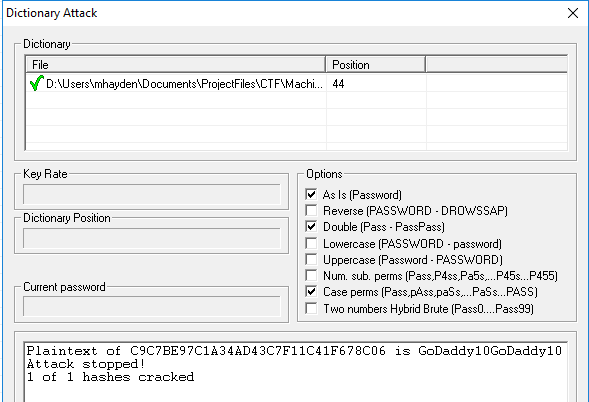 Dictionary Attack
Dictionary
File Position
D:\Users\mhayden\Documents\ProjectFiles\CTF\Machi... 44
Key Rate
Options
As Is (Password)
Reverse (PASSWORD - DROWSSAP)
Dictionary Position
Double (Pass - PassPass)
Lowercase (PASSWORD - password)
Uppercase (Password - PASSWORD)
Num. sub. perms (Pass,P4ss,Pa5s,...P45s...P455)
Current password
Case perms (Pass,pAss,paSs,...PaSs...PASS)
Two numbers Hybrid Brute (Pass0....Pass99)
Plaintext of C9C7BE97C1A34AD43C7F11C41F678C06 is GoDaddy10GoDaddy10
Attack stopped!
1 of 1 hashes cracked